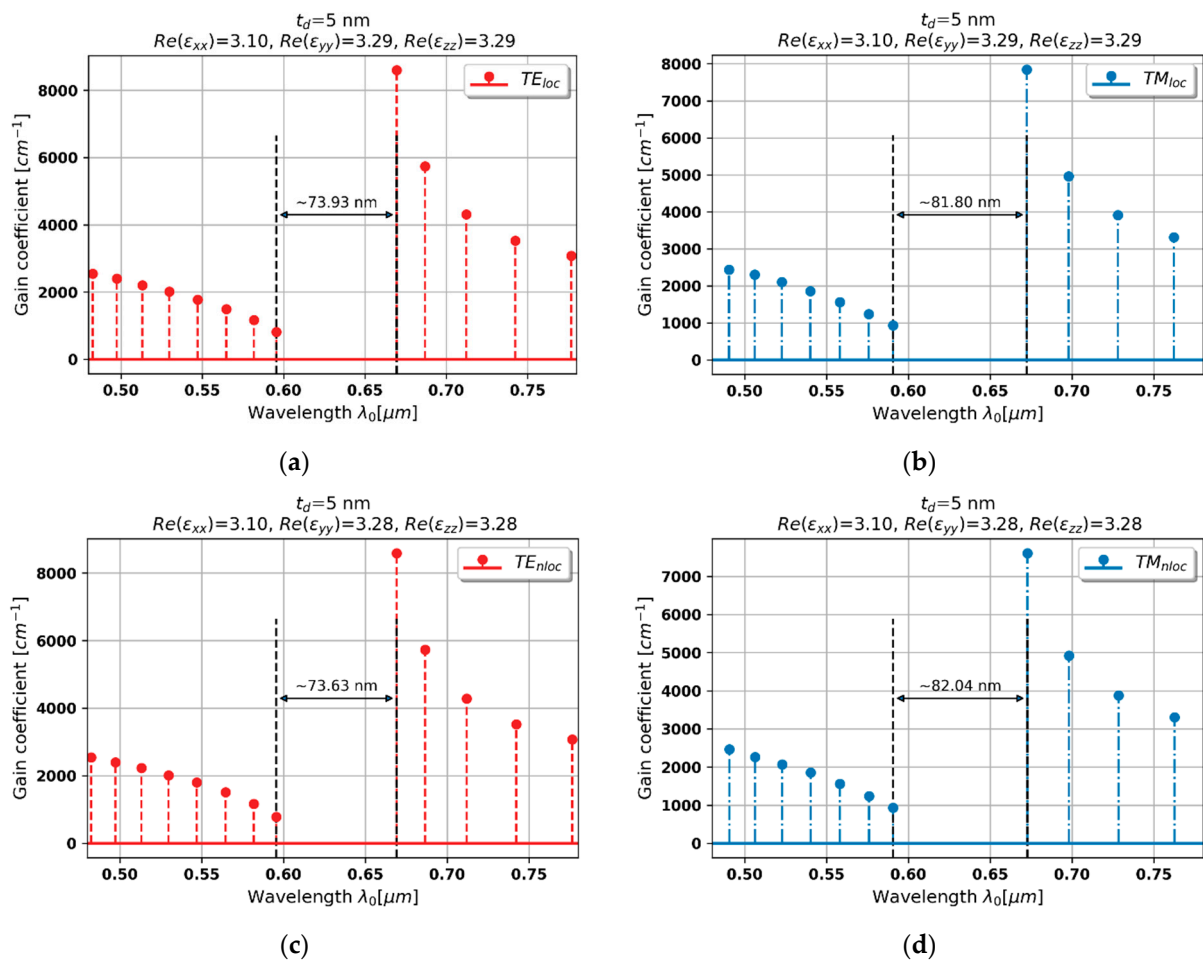 t_d=5 nm
Re(ε_xx)=3.10, Re(ε_yy)=3.29, Re(ε_zz)=3.29
TE_loc
8000
6000
4000
2000
0
~73.93 nm
Gain coefficient [cm⁻¹]
0.50 0.55 0.60 0.65 0.70 0.75
Wavelength λ₀[μm]
(a)
t_d=5 nm
Re(ε_xx)=3.10, Re(ε_yy)=3.29, Re(ε_zz)=3.29
TM_loc
8000
7000
6000
5000
4000
3000
2000
1000
0
~81.80 nm
Gain coefficient [cm⁻¹]
0.50 0.55 0.60 0.65 0.70 0.75
Wavelength λ₀[μm]
(b)
t_d=5 nm
Re(ε_xx)=3.10, Re(ε_yy)=3.28, Re(ε_zz)=3.28
TE_nloc
8000
6000
4000
2000
0
~73.63 nm
Gain coefficient [cm⁻¹]
0.50 0.55 0.60 0.65 0.70 0.75
Wavelength λ₀[μm]
(c)
t_d=5 nm
Re(ε_xx)=3.10, Re(ε_yy)=3.28, Re(ε_zz)=3.28
TM_nloc
7000
6000
5000
4000
3000
2000
1000
0
~82.04 nm
Gain coefficient [cm⁻¹]
0.50 0.55 0.60 0.65 0.70 0.75
Wavelength λ₀[μm]
(d)